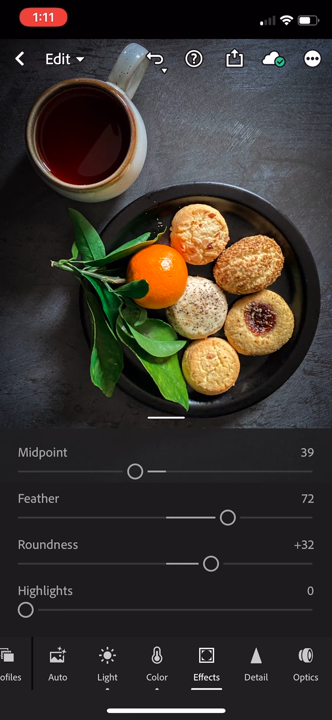 1:11
Edit
Midpoint 39
Feather 72
Roundness +32
Highlights 0
ofiles Auto Light Color Effects Detail Optics